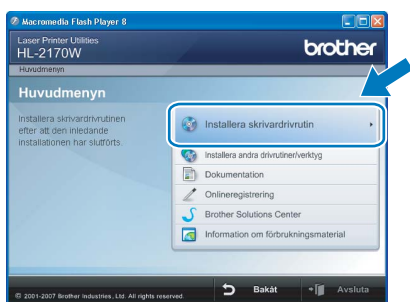 Macromedia Flash Player 8
Laser Printer Utilities
HL-2170W
brother
Huvudmenyn
Huvudmenyn
Installera skrivardrivrutinen
efter att den inledande
installationen har slutförts.
Installera skrivardrivrutin
Installera andra drivrutiner/verktyg
Dokumentation
Onlineregistrering
Brother Solutions Center
Information om förbrukningsmaterial
© 2001-2007 Brother Industries, Ltd. All rights reserved.
Bakåt
Avsluta